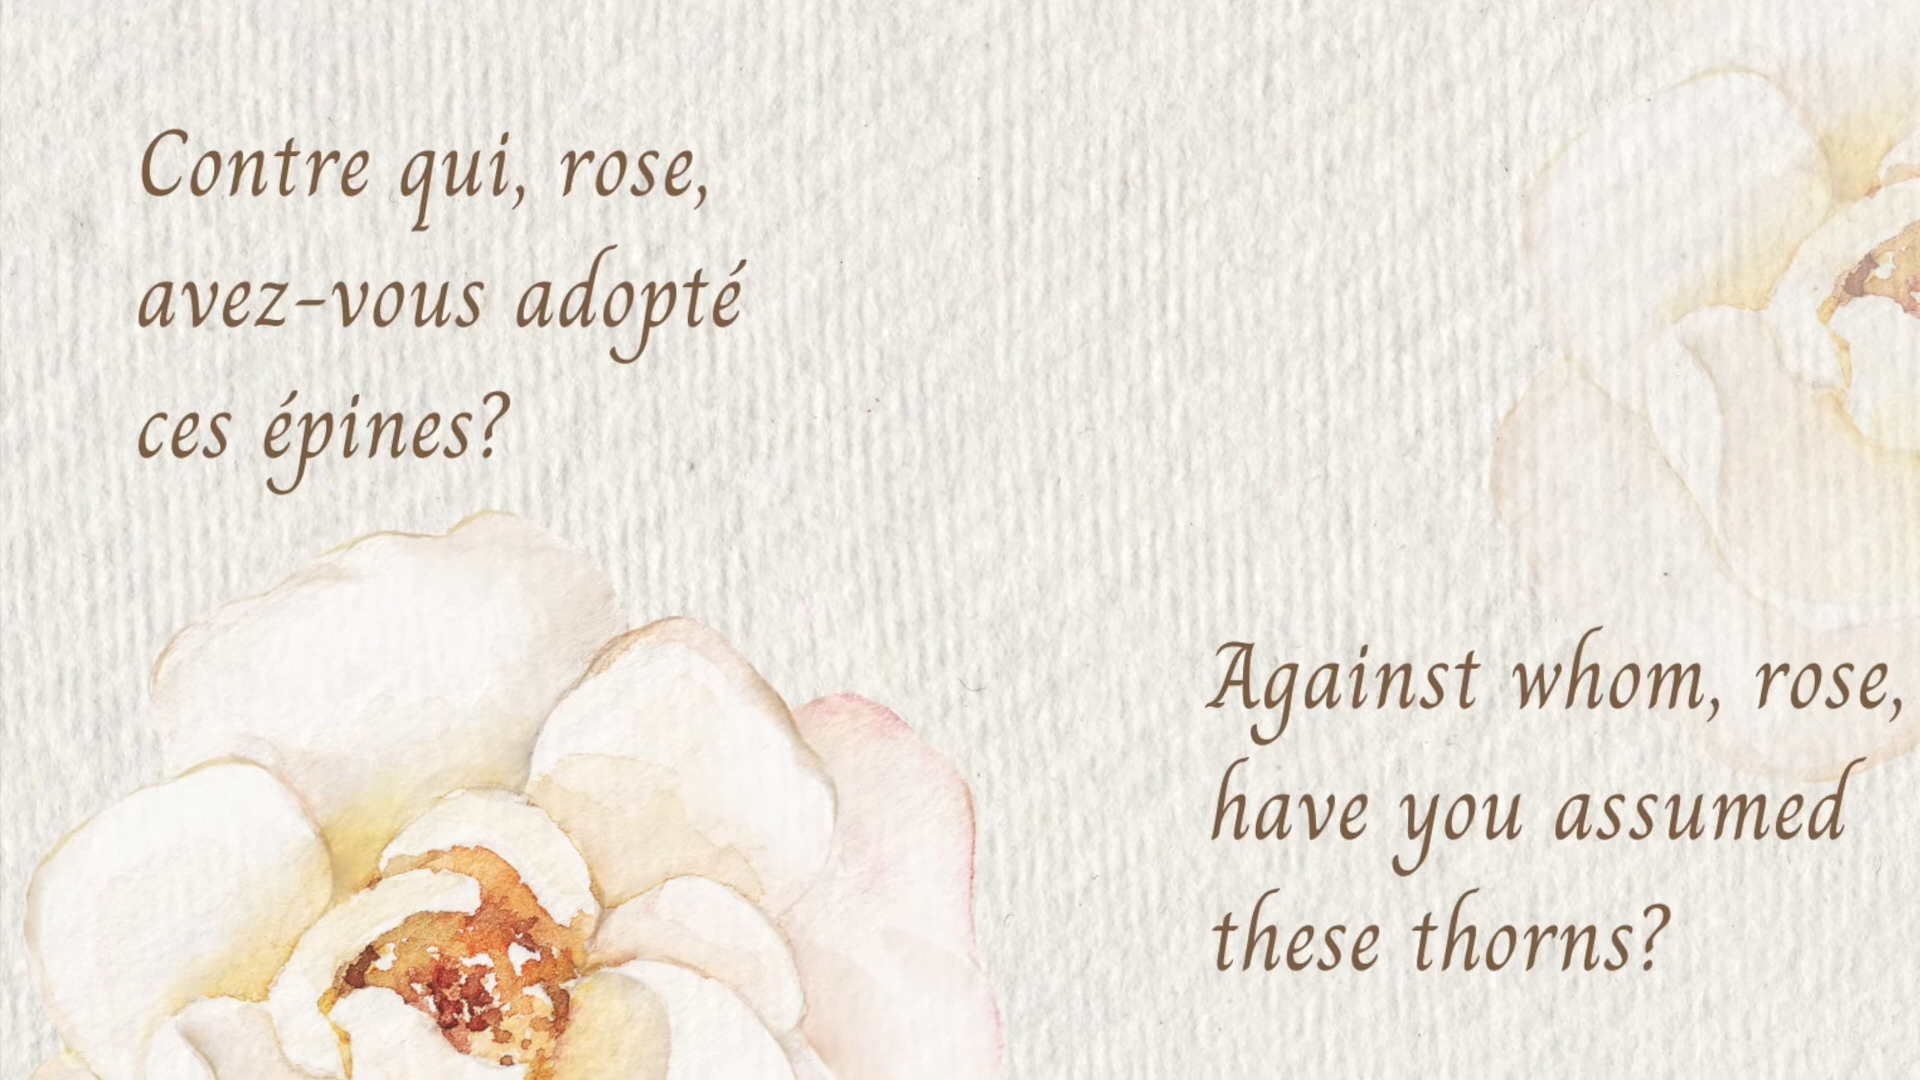 Contre qui, rose,
avez-vous adopté
ces épines?
Against whom, rose,
have you assumed
these thorns?